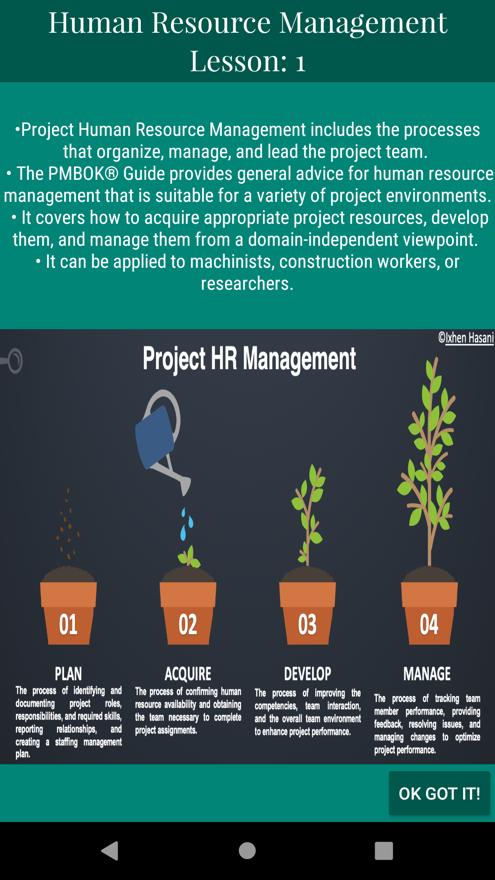 Human Resource Management
Lesson: 1
•Project Human Resource Management includes the processes
that organize, manage, and lead the project team.
• The PMBOK® Guide provides general advice for human resource
management that is suitable for a variety of project environments.
• It covers how to acquire appropriate project resources, develop
them, and manage them from a domain-independent viewpoint.
• It can be applied to machinists, construction workers, or
researchers.
©Ixhen Hasani
Project HR Management
01
02
03
04
PLAN
The process of identifying and
documenting project roles,
responsibilities, and required skills,
reporting relationships, and
creating a staffing management
plan.
ACQUIRE
The process of confirming human
resource availability and obtaining
the team necessary to complete
project assignments.
DEVELOP
The process of improving the
competencies, team interaction,
and the overall team environment
to enhance project performance.
MANAGE
The process of tracking team
member performance, providing
feedback, resolving issues, and
managing changes to optimize
project performance.
OK GOT IT!